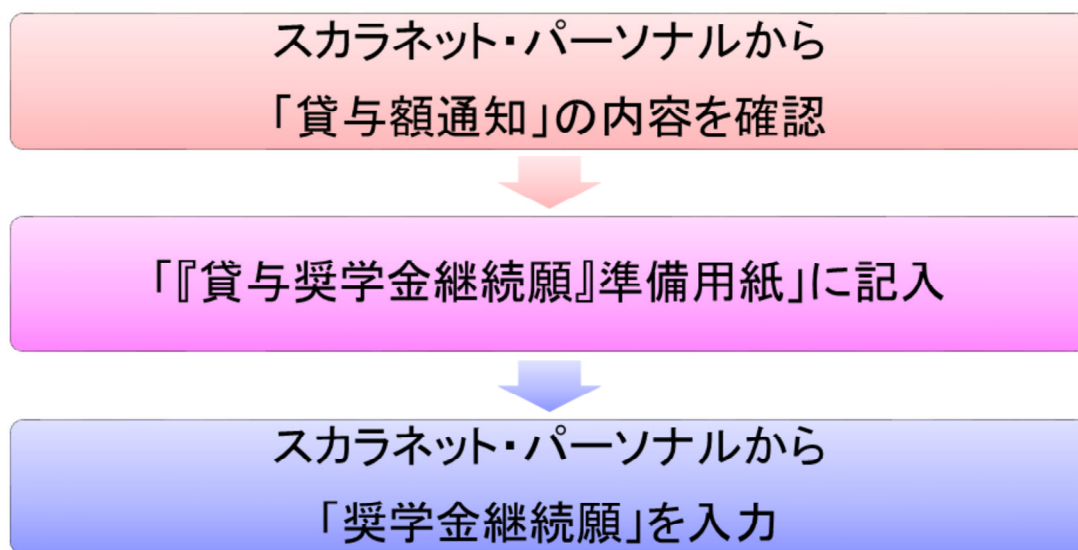 スカラネット・パーソナルから
「貸与額通知」の内容を確認
「『貸与奨学金継続願』準備用紙」に記入
スカラネット・パーソナルから
「奨学金継続願」を入力